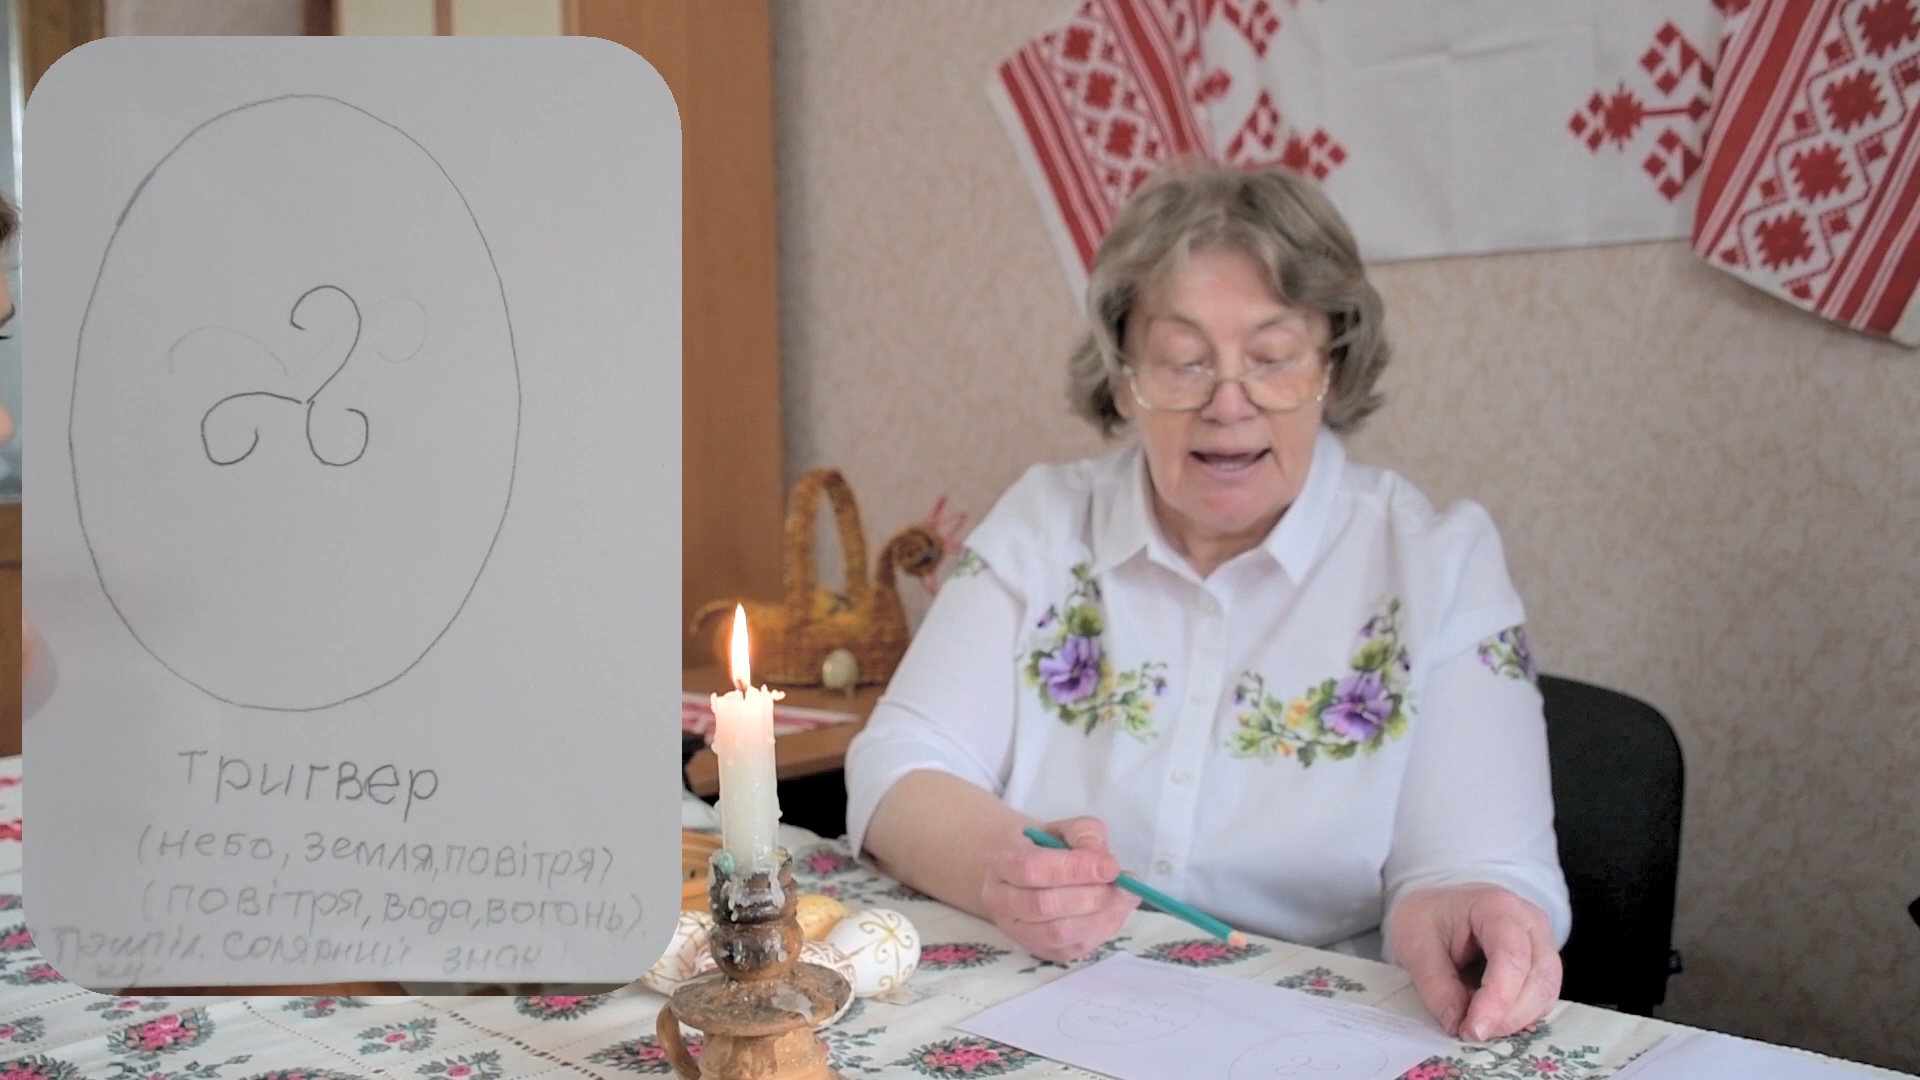 тригвер
(небо, земля, повітря)
(повітря, вода, вогонь).
солярний знак